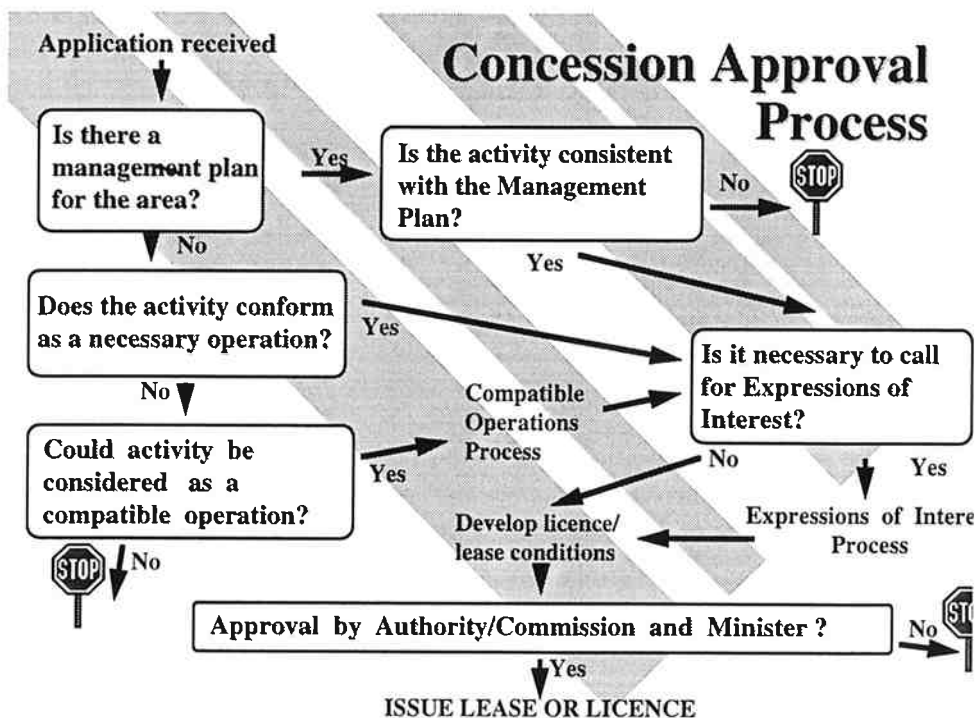 Application received
Concession Approval
Process
Is there a
management plan
for the area?
Yes
Is the activity consistent
with the Management
Plan?
No
STOP
No
Yes
Does the activity conform
as a necessary operation?
Yes
Is it necessary to call
for Expressions of
Interest?
No
Compatible
Operations
Process
Could activity be
considered as a
compatible operation?
Yes
No
Yes
Develop licence/
lease conditions
Expressions of
Process
STOP
No
Approval by Authority/Commission and Minister ?
No
Yes
ISSUE LEASE OR LICENCE